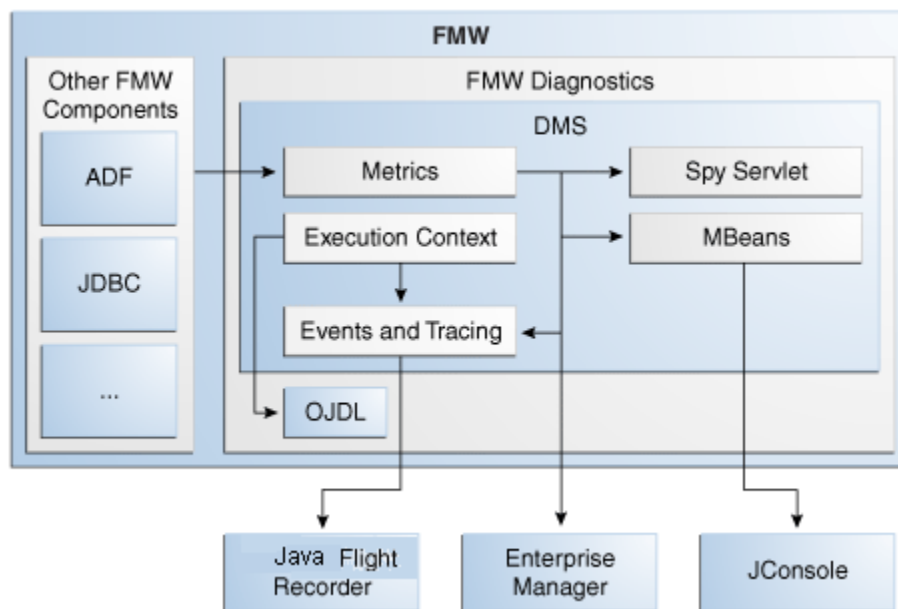 FMW
Other FMW
Components
ADF
JDBC
...
FMW Diagnostics
DMS
Metrics
Spy Servlet
Execution Context
MBeans
Events and Tracing
OJDL
Java Flight
Recorder
Enterprise
Manager
JConsole